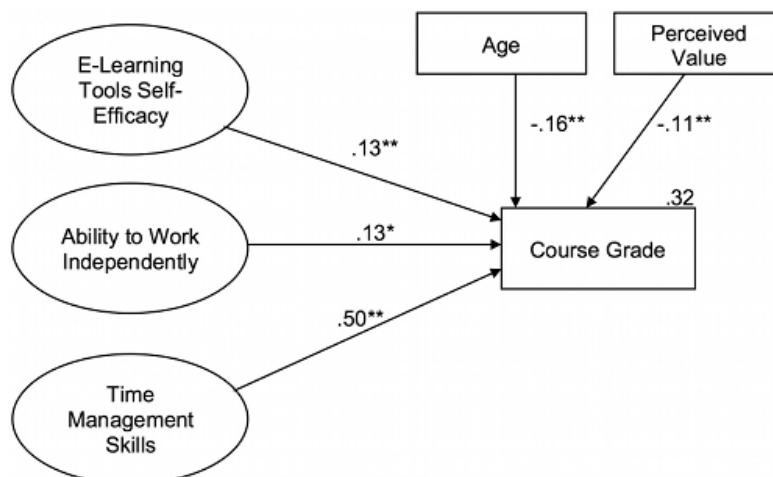 E-Learning
Tools Self-
Efficacy
Age
Perceived
Value
.13**
-.16**
-.11**
.32
Ability to Work
Independently
.13*
Course Grade
.50**
Time
Management
Skills